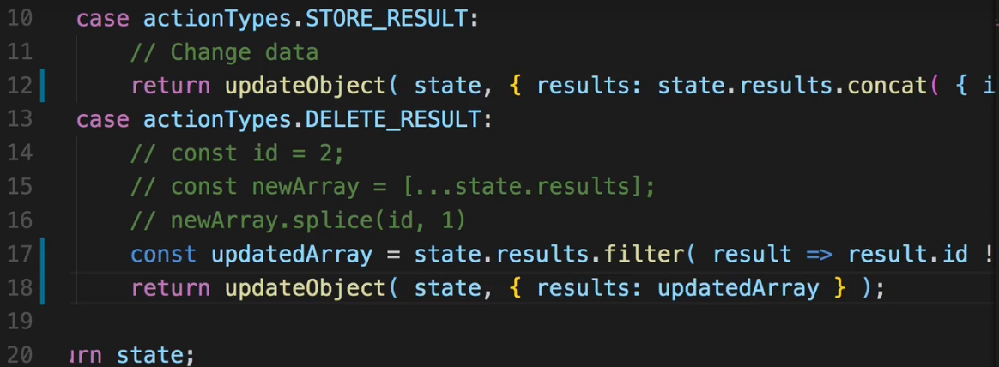 10 case actionTypes.STORE_RESULT:
11 // Change data
12 return updateObject( state, { results: state.results.concat( { i
13 case actionTypes.DELETE_RESULT:
14 // const id = 2;
15 // const newArray = [...state.results];
16 // newArray.splice(id, 1)
17 const updatedArray = state.results.filter( result => result.id !
18 return updateObject( state, { results: updatedArray } );
19
20 urn state;